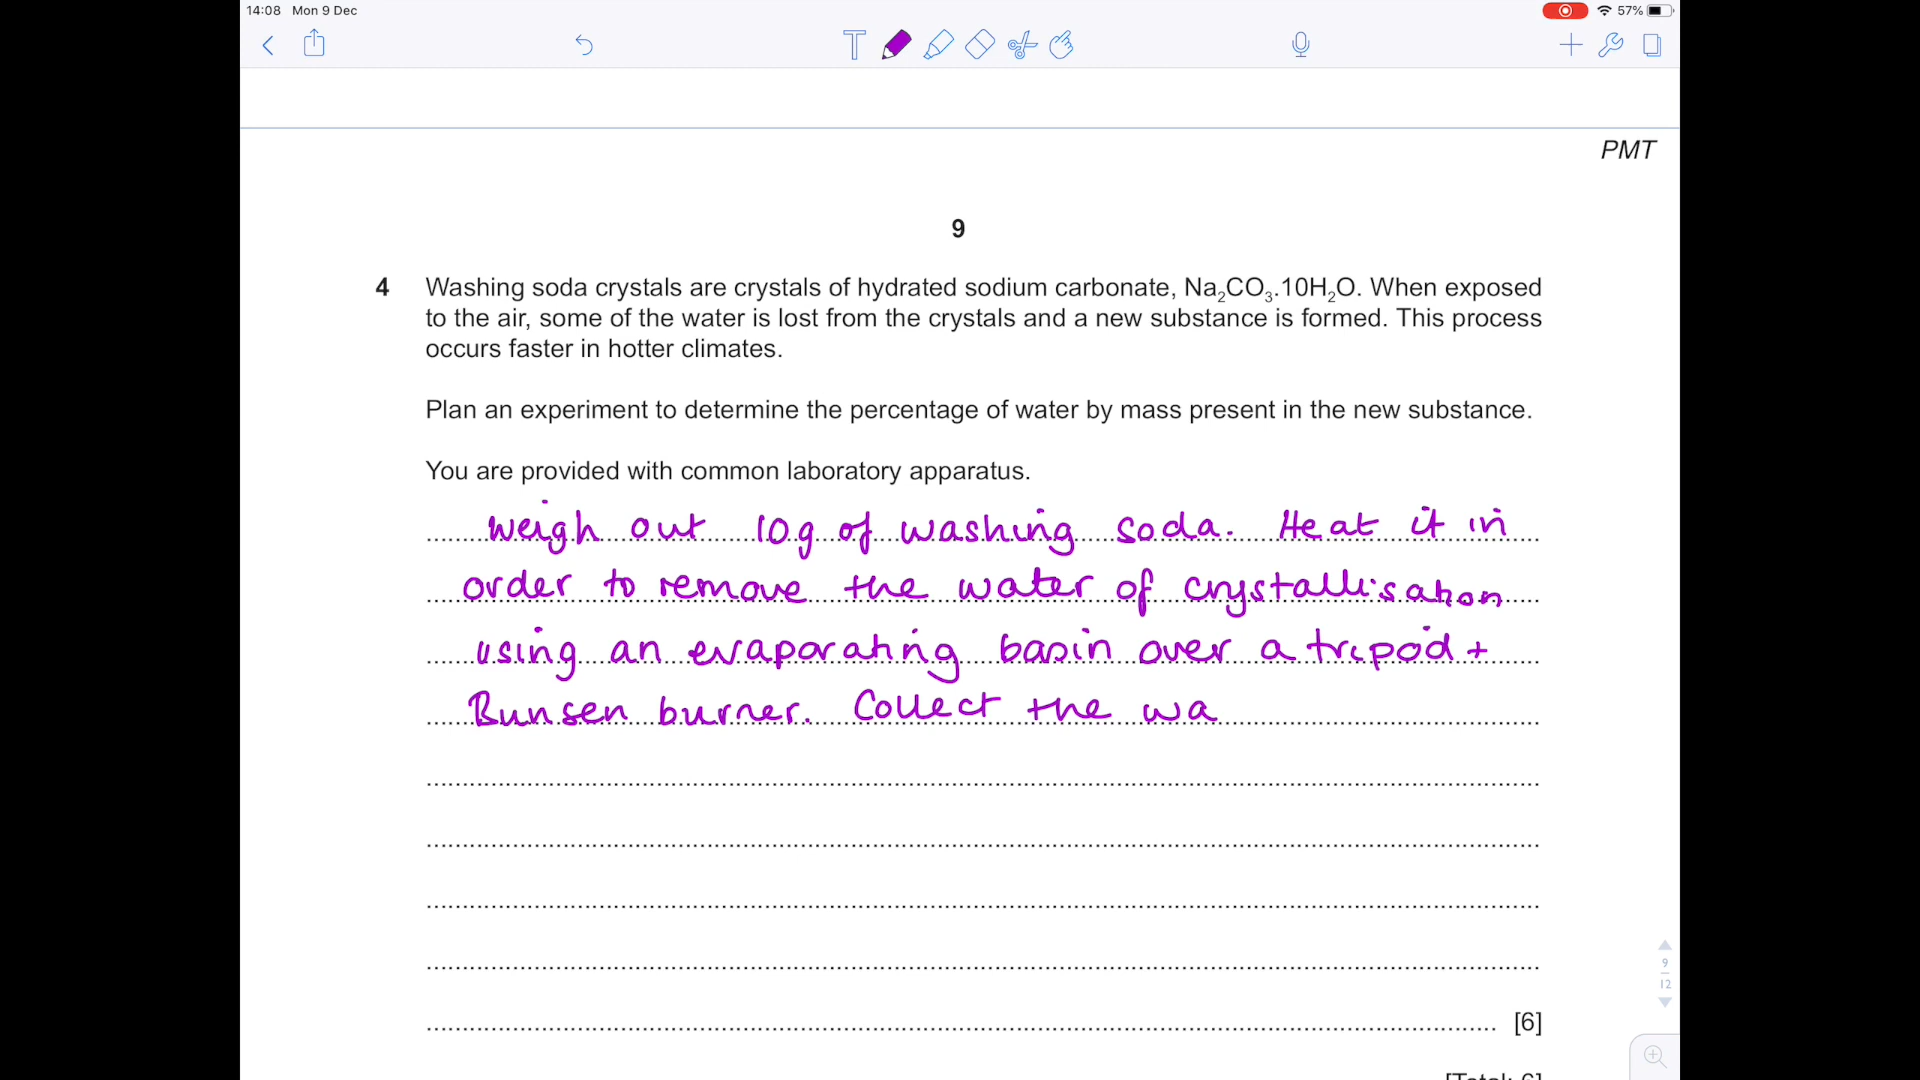 14:08 Mon 9 Dec
57%
PMT
9
4 Washing soda crystals are crystals of hydrated sodium carbonate, Na₂CO₃.10H₂O. When exposed
to the air, some of the water is lost from the crystals and a new substance is formed. This process
occurs faster in hotter climates.
Plan an experiment to determine the percentage of water by mass present in the new substance.
You are provided with common laboratory apparatus.
Weigh out 10g of washing soda. Heat it in
order to remove the water of crystallisation
using an evaporating basin over a tripod +
Bunsen burner. Collect the wa
9
12
[6]
[Total: 6]